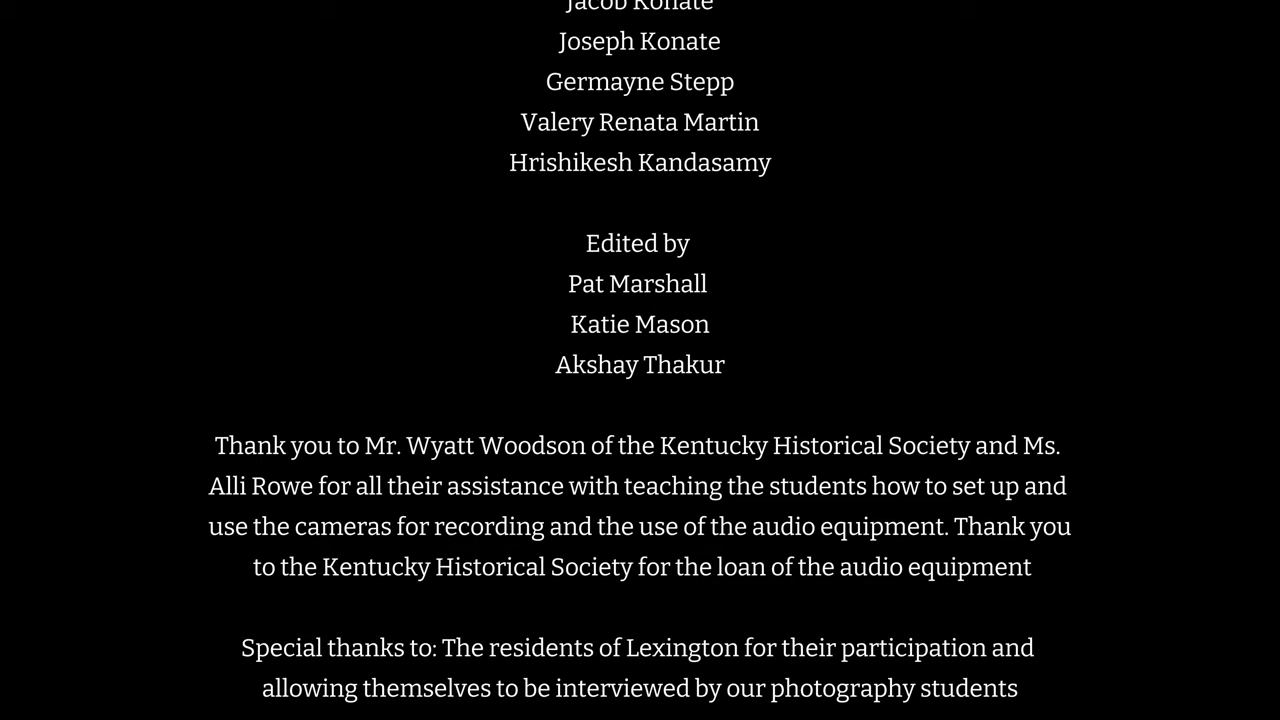 Jacob Konate
Joseph Konate
Germayne Stepp
Valery Renata Martin
Hrishikesh Kandasamy
Edited by
Pat Marshall
Katie Mason
Akshay Thakur
Thank you to Mr. Wyatt Woodson of the Kentucky Historical Society and Ms.
Alli Rowe for all their assistance with teaching the students how to set up and
use the cameras for recording and the use of the audio equipment. Thank you
to the Kentucky Historical Society for the loan of the audio equipment
Special thanks to: The residents of Lexington for their participation and
allowing themselves to be interviewed by our photography students